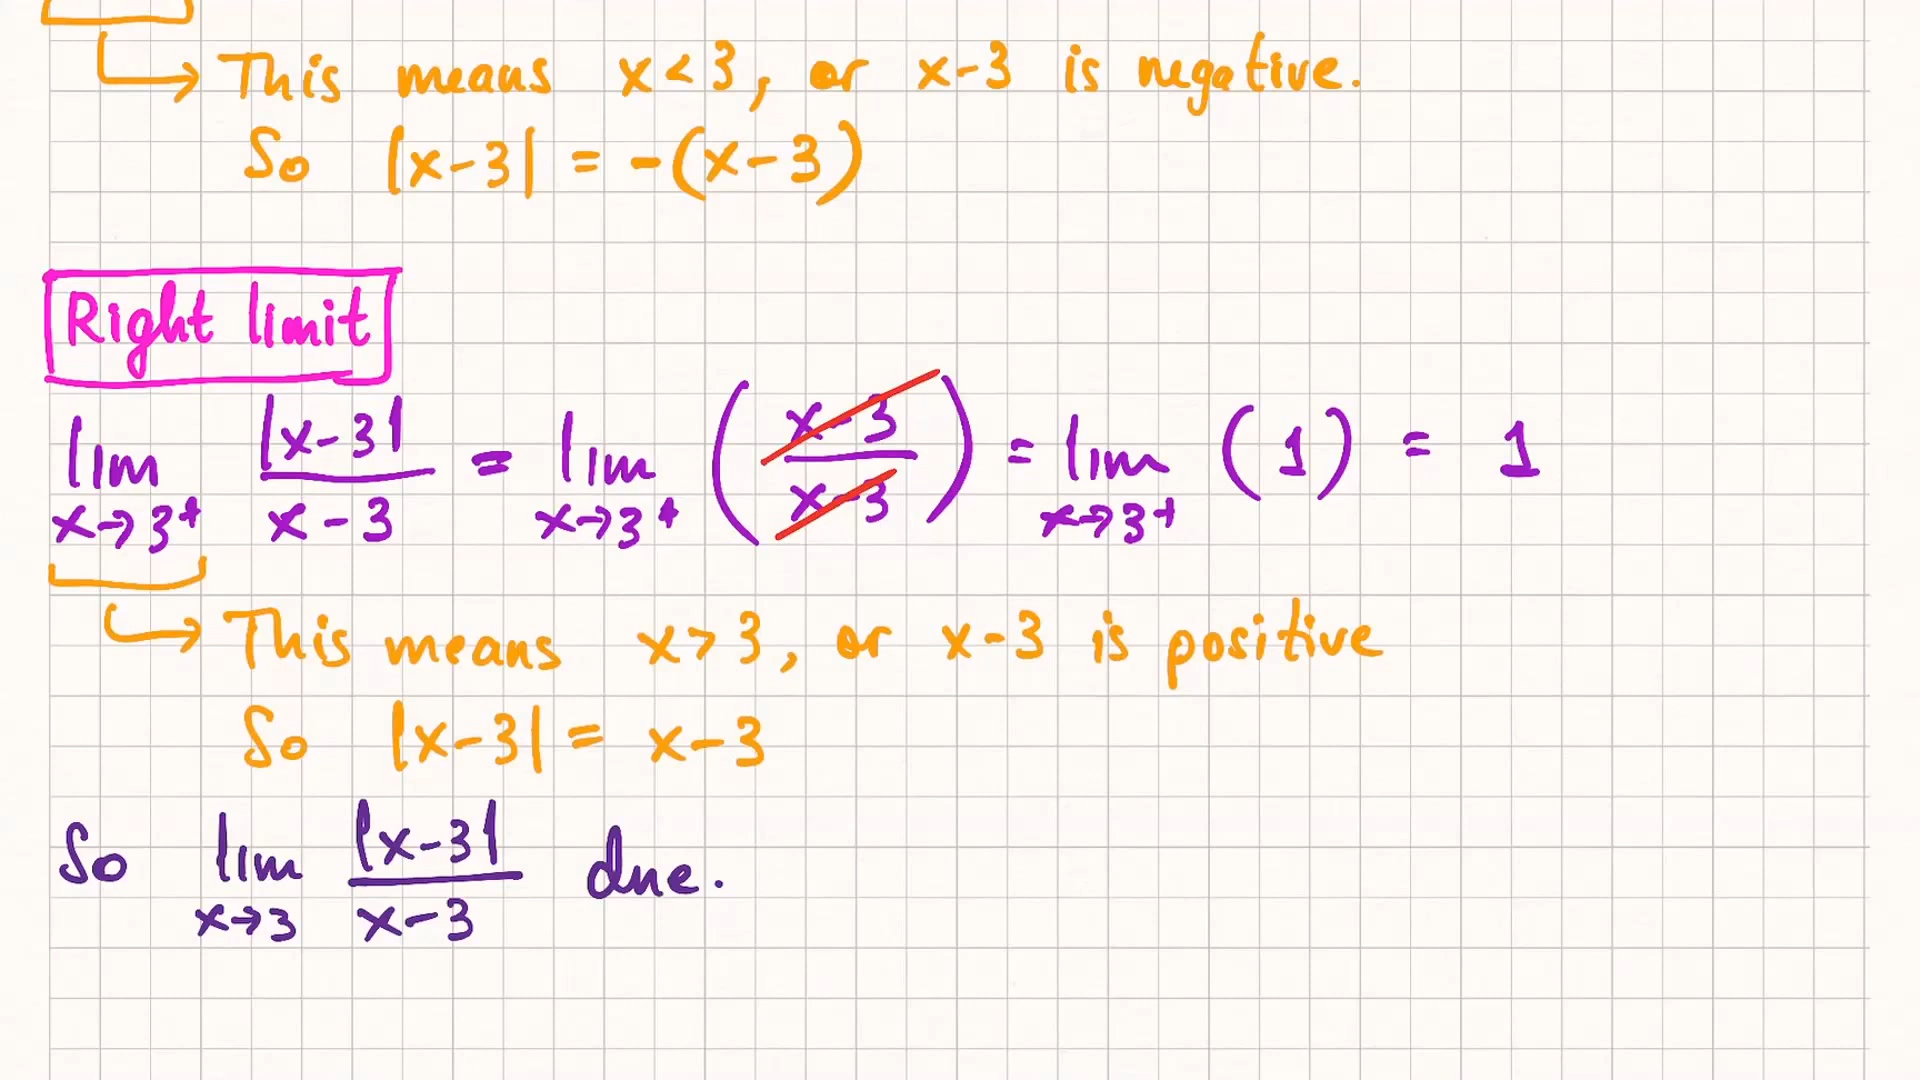 This means x<3, or x-3 is negative.
So |x-3| = -(x-3)
Right limit
lim x→3⁺ |x-3|/(x-3) = lim x→3⁺ ((x-3)/(x-3)) = lim x→3⁺ (1) = 1
This means x>3, or x-3 is positive
So |x-3| = x-3
So lim x→3 |x-3|/(x-3) dne.